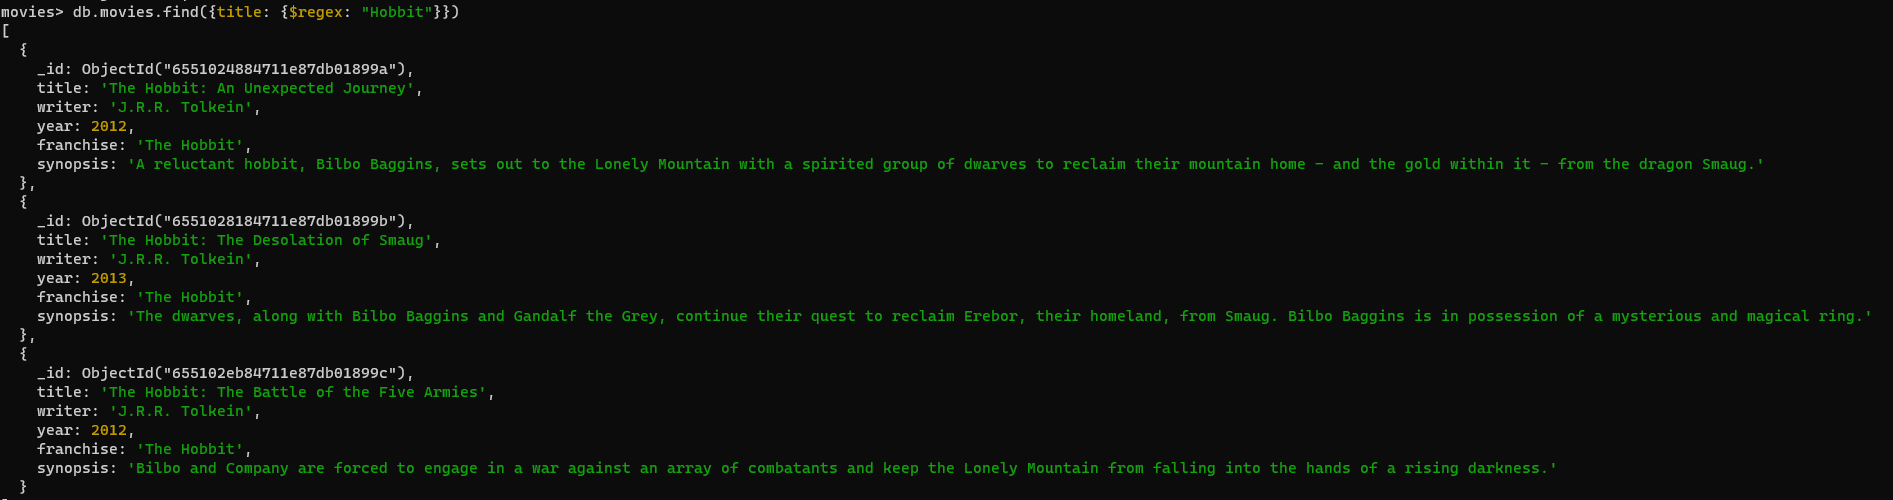 movies> db.movies.find({title: {$regex: "Hobbit"}})
[
  {
    _id: ObjectId("6551024884711e87db01899a"),
    title: 'The Hobbit: An Unexpected Journey',
    writer: 'J.R.R. Tolkein',
    year: 2012,
    franchise: 'The Hobbit',
    synopsis: 'A reluctant hobbit, Bilbo Baggins, sets out to the Lonely Mountain with a spirited group of dwarves to reclaim their mountain home - and the gold within it - from the dragon Smaug.'
  },
  {
    _id: ObjectId("6551028184711e87db01899b"),
    title: 'The Hobbit: The Desolation of Smaug',
    writer: 'J.R.R. Tolkein',
    year: 2013,
    franchise: 'The Hobbit',
    synopsis: 'The dwarves, along with Bilbo Baggins and Gandalf the Grey, continue their quest to reclaim Erebor, their homeland, from Smaug. Bilbo Baggins is in possession of a mysterious and magical ring.'
  },
  {
    _id: ObjectId("655102eb84711e87db01899c"),
    title: 'The Hobbit: The Battle of the Five Armies',
    writer: 'J.R.R. Tolkein',
    year: 2012,
    franchise: 'The Hobbit',
    synopsis: 'Bilbo and Company are forced to engage in a war against an array of combatants and keep the Lonely Mountain from falling into the hands of a rising darkness.'
  }